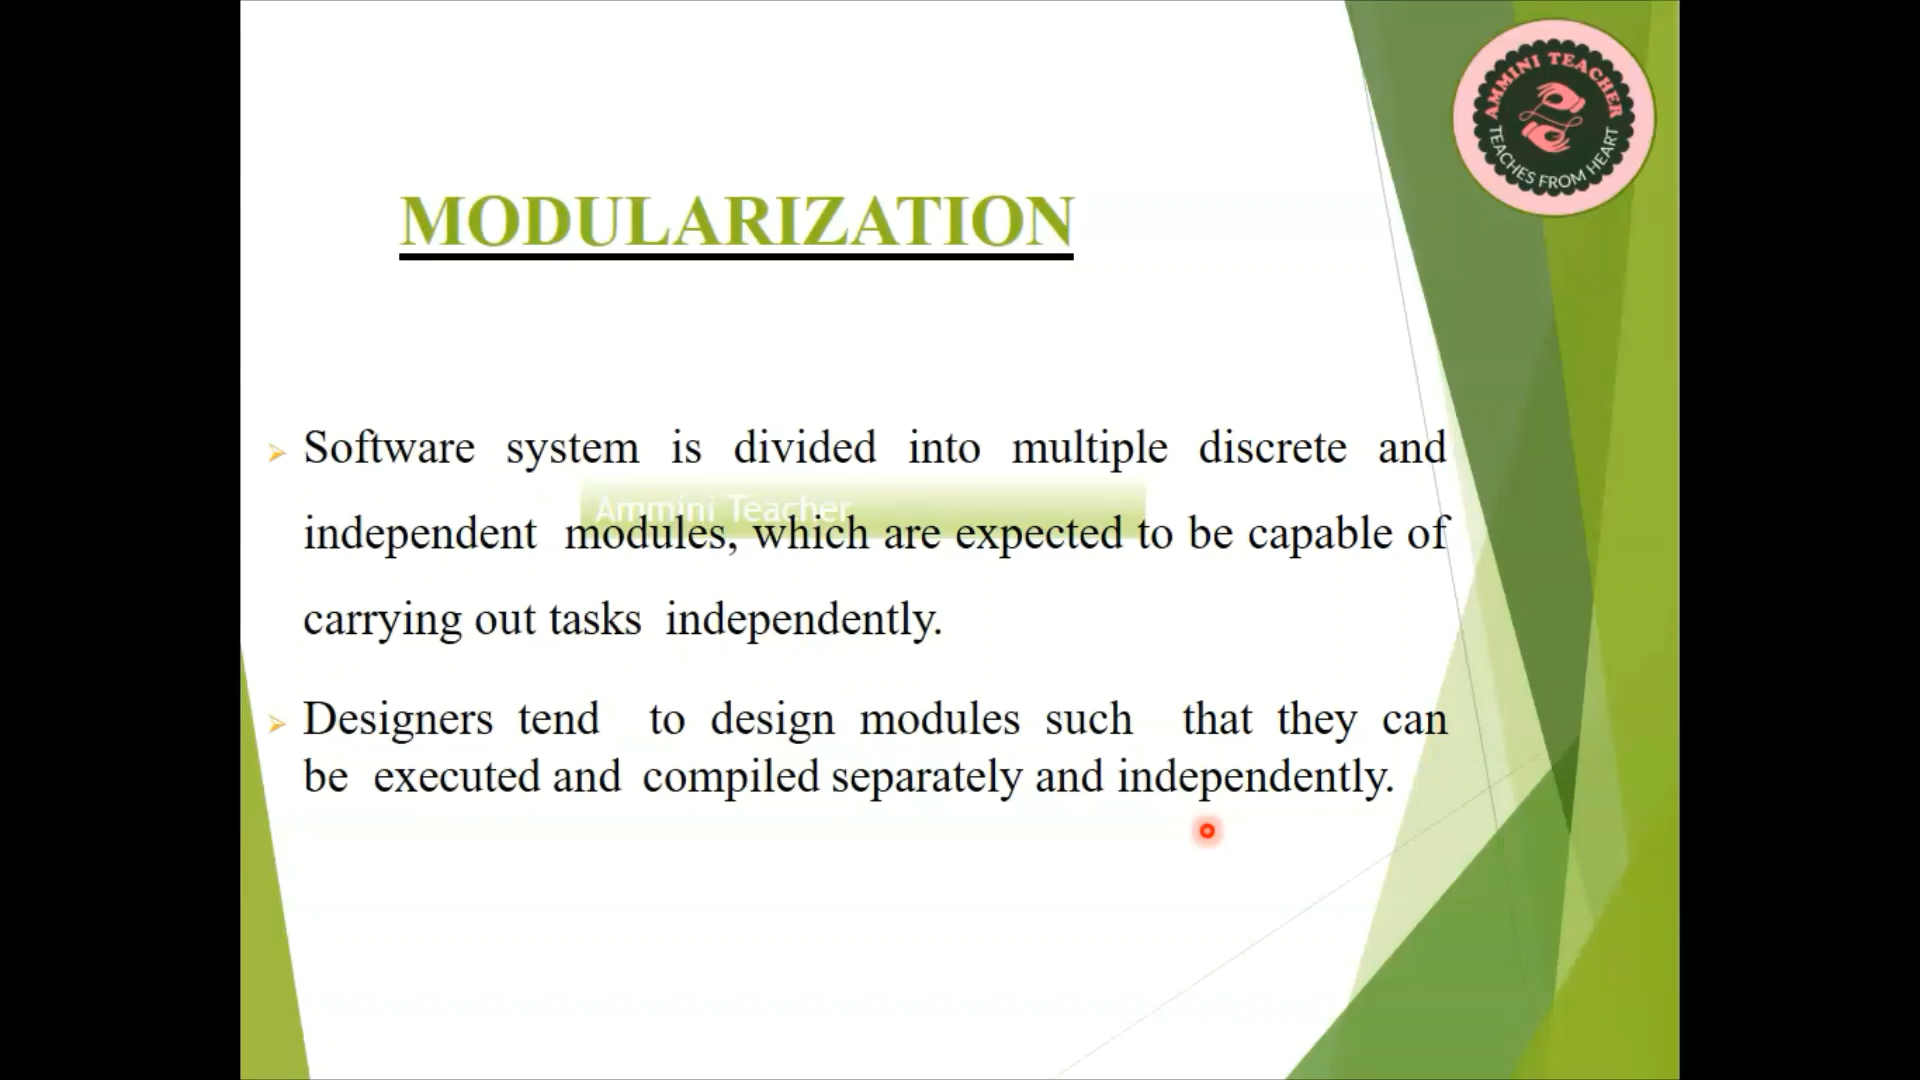 AMMINI TEACHER
TEACHES FROM HEART
MODULARIZATION
Software system is divided into multiple discrete and
Ammini Teacher
independent modules, which are expected to be capable of
carrying out tasks independently.
Designers tend to design modules such that they can
be executed and compiled separately and independently.